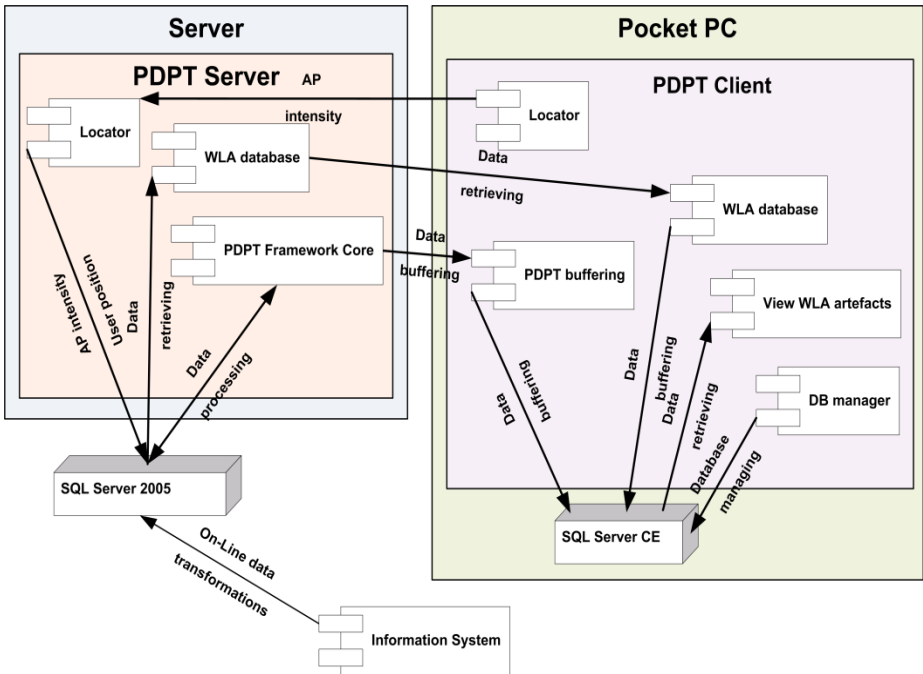 Server
Pocket PC
PDPT Server
PDPT Client
AP
intensity
Locator
Locator
WLA database
Data
retrieving
WLA database
PDPT Framework Core
Data
buffering
PDPT buffering
View WLA artefacts
DB manager
AP intensity
User position
Data
retrieving
Data
processing
Data
buffering
Data
buffering
Data
retrieving
Database
managing
SQL Server 2005
SQL Server CE
On-Line data
transformations
Information System